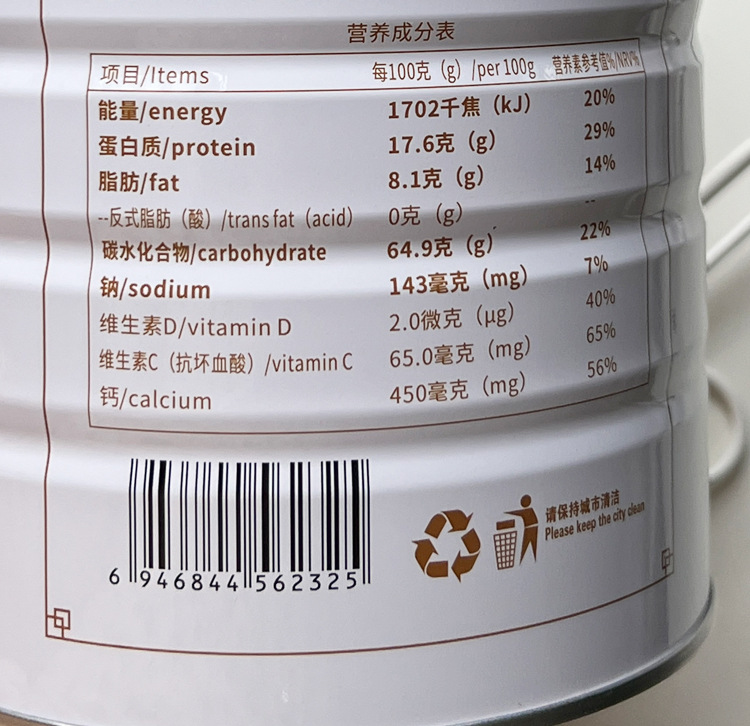 营养成分表
项目/Items 每100克（g）/per 100g 营养素参考值%/NRV%
能量/energy 1702千焦（kJ） 20%
蛋白质/protein 17.6克（g） 29%
脂肪/fat 8.1克（g） 14%
--反式脂肪（酸）/trans fat（acid） 0克（g） --
碳水化合物/carbohydrate 64.9克（g） 22%
钠/sodium 143毫克（mg） 7%
维生素D/vitamin D 2.0微克（μg） 40%
维生素C（抗坏血酸）/vitamin C 65.0毫克（mg） 65%
钙/calcium 450毫克（mg） 56%
请保持城市清洁
Please keep the city clean
6 946844 562325